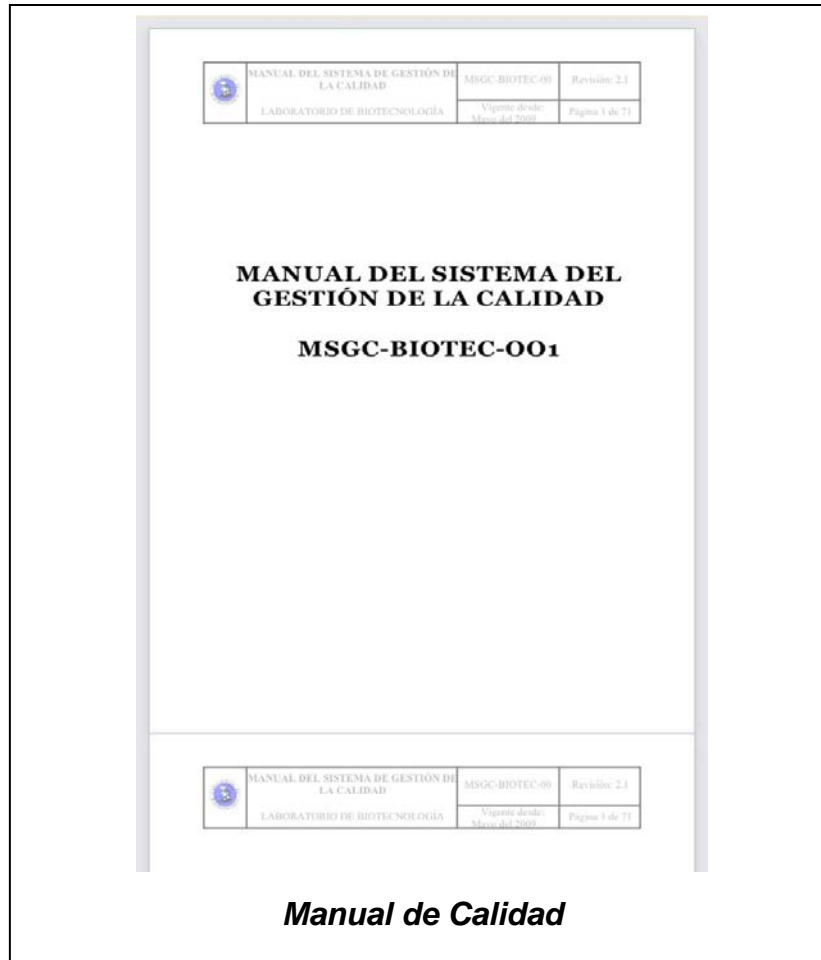 MANUAL DEL SISTEMA DE GESTIÓN DE
LA CALIDAD
LABORATORIO DE BIOTECNOLOGÍA
MSGC-BIOTEC-00
Revisión: 2.1
Vigente desde:
Mayo del 2009
Página 1 de 71
MANUAL DEL SISTEMA DEL
GESTIÓN DE LA CALIDAD
MSGC-BIOTEC-001
MANUAL DEL SISTEMA DE GESTIÓN DE
LA CALIDAD
LABORATORIO DE BIOTECNOLOGÍA
MSGC-BIOTEC-00
Revisión: 2.1
Vigente desde:
Mayo del 2009
Página 1 de 71
Manual de Calidad